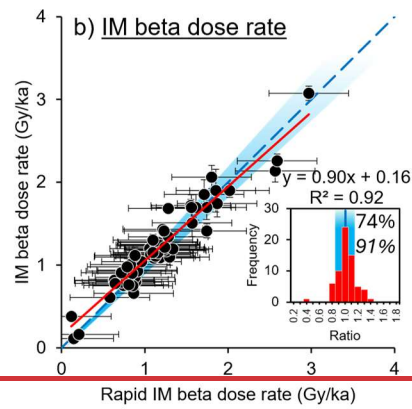 b) IM beta dose rate
IM beta dose rate (Gy/ka)
4
3
2
1
0
y = 0.90x + 0.16
R² = 0.92
Frequency
30
20
10
0
74%
91%
0.2 0.4 0.6 0.8 1.0 1.2 1.4 1.6 1.8
Ratio
0 1 2 3 4
Rapid IM beta dose rate (Gy/ka)